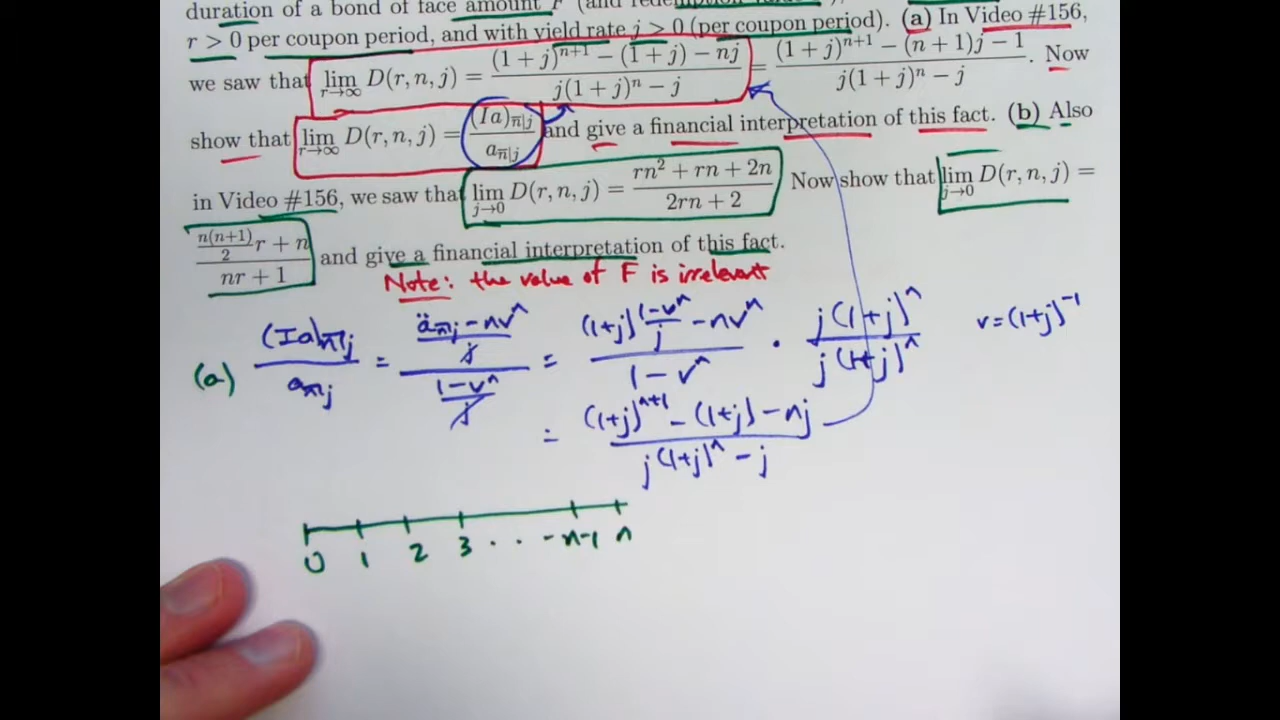 duration of a bond of face amount F (and redemption
r > 0 per coupon period, and with yield rate j > 0 (per coupon period). (a) In Video #156,
we saw that lim_{r→∞} D(r, n, j) = ((1 + j)^{n+1} − (1 + j) − nj) / (j(1 + j)^n − j) = ((1 + j)^{n+1} − (n + 1)j − 1) / (j(1 + j)^n − j). Now
show that lim_{r→∞} D(r, n, j) = (Ia)_{n|j} / a_{n|j} and give a financial interpretation of this fact. (b) Also
in Video #156, we saw that lim_{j→0} D(r, n, j) = (rn² + rn + 2n) / (2rn + 2) Now show that lim_{j→0} D(r, n, j) =
(n(n+1)/2 r + n) / (nr + 1) and give a financial interpretation of this fact.
Note: the value of F is irrelevant
(a) (Ia)_{n|j} / a_{n|j} = ((ä_{n|j} − nv^n) / j) / ((1−v^n) / j) = ((1+j)(1−v^n)/j − nv^n) / (1 − v^n) · j(1+j)^n / j(1+j)^n v = (1+j)^{-1}
= ((1+j)^{n+1} − (1+j) − nj) / (j(1+j)^n − j)
0 1 2 3 · · · n-1 n